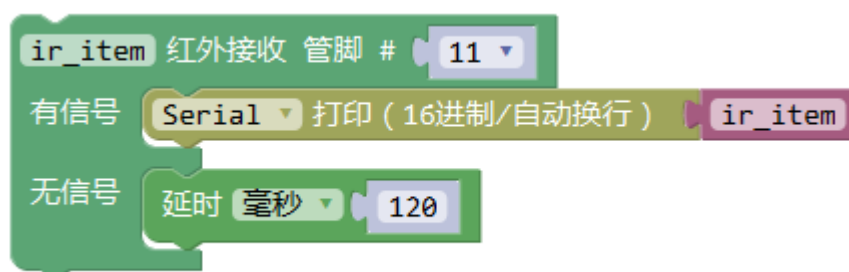 ir_item 红外接收 管脚 # 11
有信号 Serial 打印（16进制/自动换行） ir_item
无信号 延时 毫秒 120